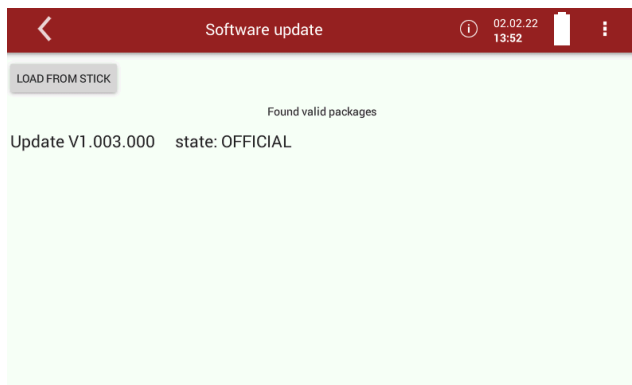 Software update
02.02.22
13:52
LOAD FROM STICK
Found valid packages
Update V1.003.000 state: OFFICIAL